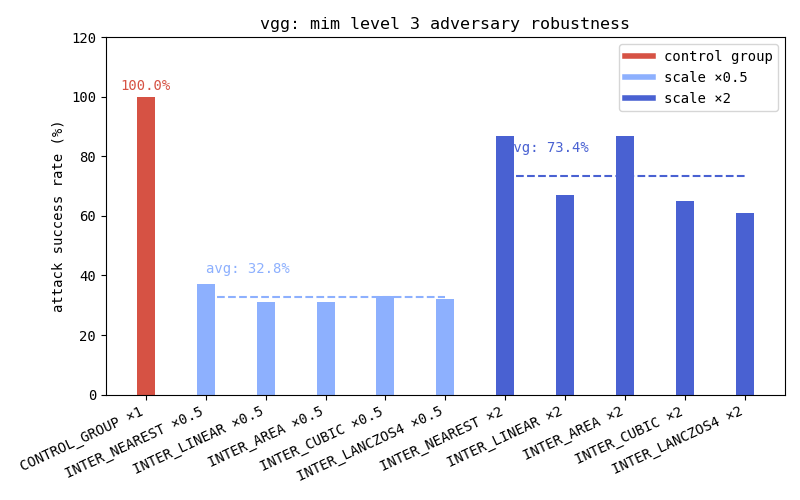 vgg: mim level 3 adversary robustness
attack success rate (%)
120
100
80
60
40
20
0
control group
scale ×0.5
scale ×2
100.0%
avg: 32.8%
vg: 73.4%
CONTROL_GROUP ×1
INTER_NEAREST ×0.5
INTER_LINEAR ×0.5
INTER_AREA ×0.5
INTER_CUBIC ×0.5
INTER_LANCZOS4 ×0.5
INTER_NEAREST ×2
INTER_LINEAR ×2
INTER_AREA ×2
INTER_CUBIC ×2
INTER_LANCZOS4 ×2